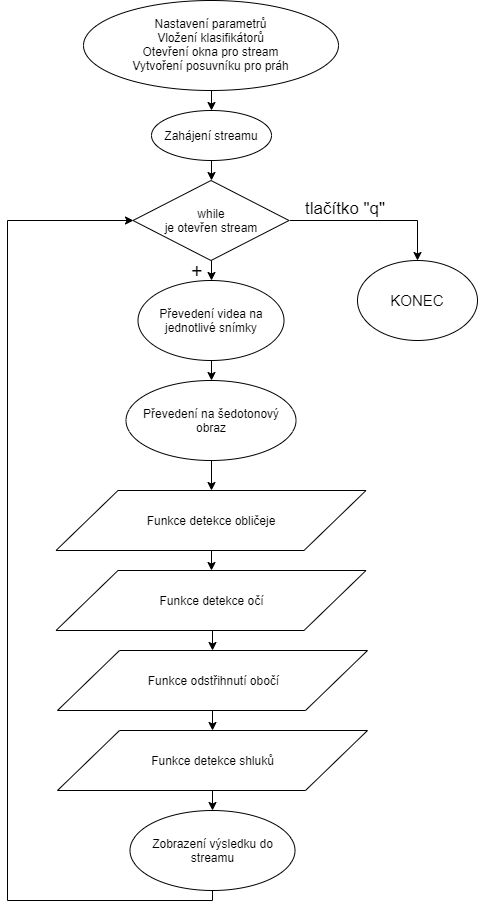 Nastavení parametrů
Vložení klasifikátorů
Otevření okna pro stream
Vytvoření posuvníku pro práh
Zahájení streamu
while
je otevřen stream
tlačítko "q"
KONEC
+
Převedení videa na
jednotlivé snímky
Převedení na šedotonový
obraz
Funkce detekce obličeje
Funkce detekce očí
Funkce odstřihnutí obočí
Funkce detekce shluků
Zobrazení výsledku do
streamu